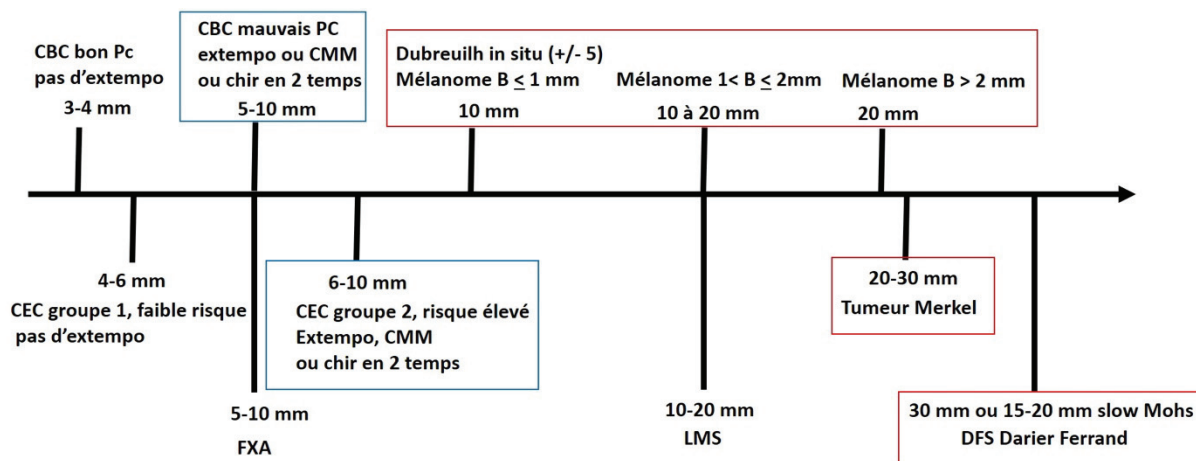 CBC bon Pc
pas d’extempo
3-4 mm
CBC mauvais PC
extempo ou CMM
ou chir en 2 temps
5-10 mm
Dubreuilh in situ (+/- 5)
Mélanome B ≤ 1 mm
10 mm
Mélanome 1< B ≤ 2mm
10 à 20 mm
Mélanome B > 2 mm
20 mm
4-6 mm
CEC groupe 1, faible risque
pas d’extempo
5-10 mm
FXA
6-10 mm
CEC groupe 2, risque élevé
Extempo, CMM
ou chir en 2 temps
10-20 mm
LMS
20-30 mm
Tumeur Merkel
30 mm ou 15-20 mm slow Mohs
DFS Darier Ferrand